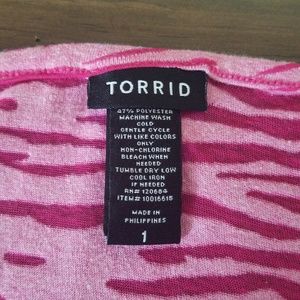 TORRID
47% POLYESTER
MACHINE WASH
COLD
GENTLE CYCLE
WITH LIKE COLORS
ONLY
NON-CHLORINE
BLEACH WHEN
NEEDED
TUMBLE DRY LOW
COOL IRON
IF NEEDED
RN# 120684
ITEM# 10016615
MADE IN
PHILIPPINES
1